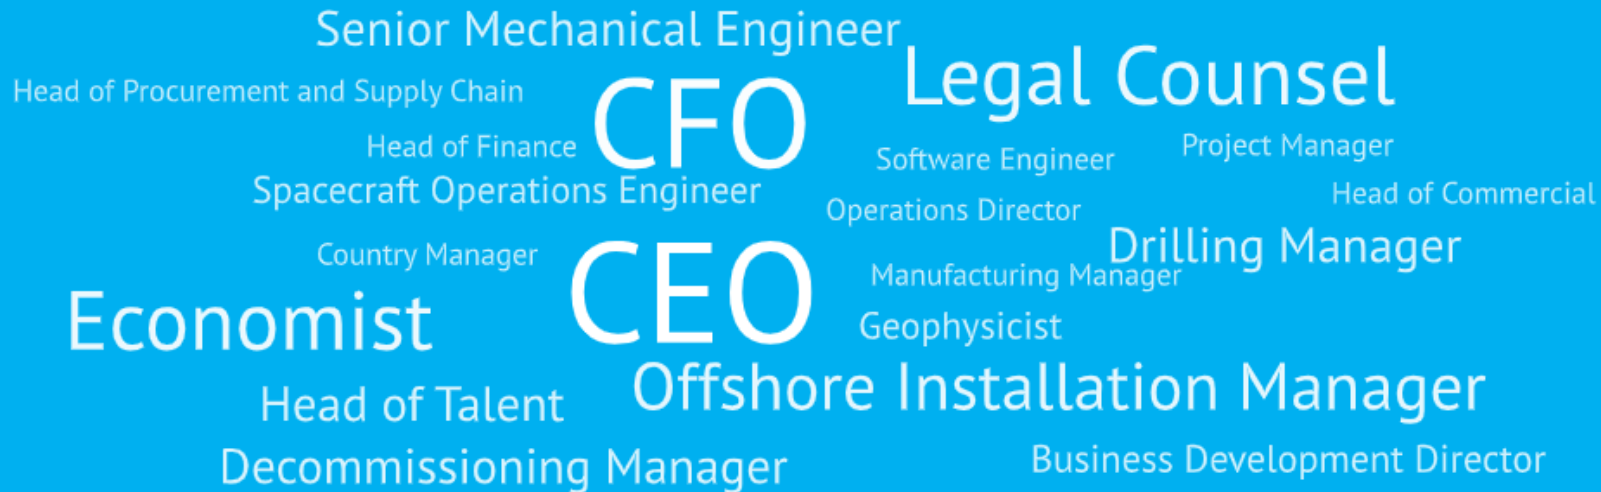 Senior Mechanical Engineer
Legal Counsel
Head of Procurement and Supply Chain
CFO
Head of Finance
Software Engineer
Project Manager
Spacecraft Operations Engineer
Head of Commercial
Operations Director
Country Manager
CEO
Drilling Manager
Manufacturing Manager
Economist
Geophysicist
Head of Talent
Offshore Installation Manager
Decommissioning Manager
Business Development Director